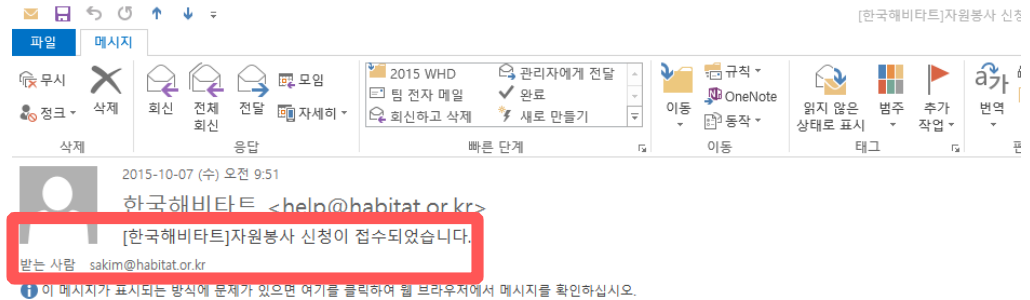 [한국해비타트]자원봉사 신청
파일 메시지
무시 삭제 회신 전체 회신 전달 모임 2015 WHD 관리자에게 전달 이동 규칙 읽지 않은 상태로 표시 범주 추가 작업 번역
정크 자세히 팀 전자 메일 완료 OneNote
회신하고 삭제 새로 만들기 동작
삭제 응답 빠른 단계 이동 태그
2015-10-07 (수) 오전 9:51
한국해비타트 <help@habitat.or.kr>
[한국해비타트]자원봉사 신청이 접수되었습니다.
받는 사람 sakim@habitat.or.kr
이 메시지가 표시되는 방식에 문제가 있으면 여기를 클릭하여 웹 브라우저에서 메시지를 확인하십시오.